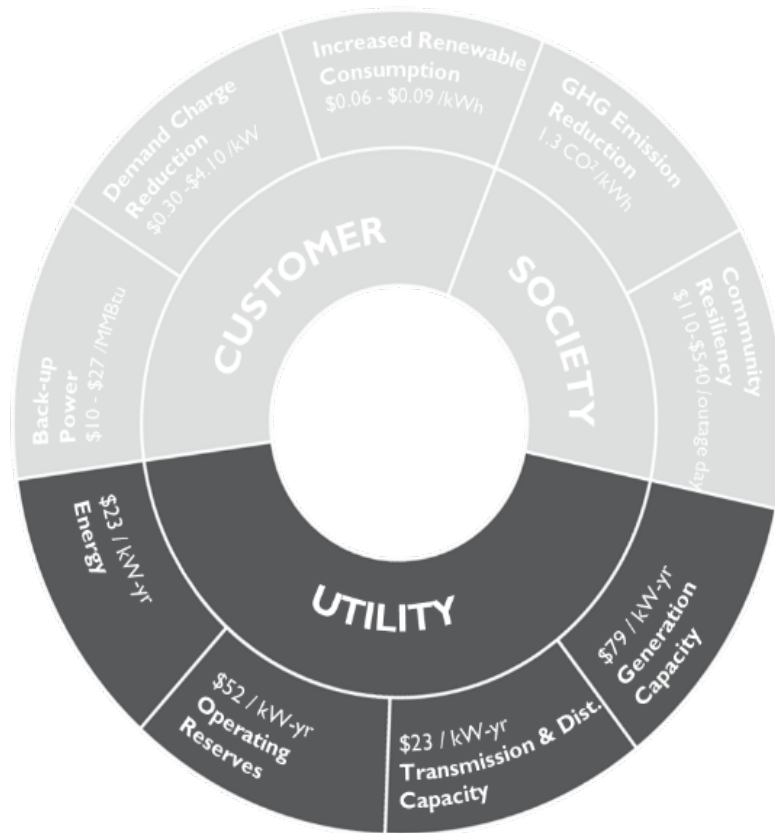 Increased Renewable
Consumption
$0.06 - $0.09 /kWh
GHG Emission
Reduction
1.3 CO² /kWh
Community
Resiliency
$110-$540 /outage day
Demand Charge
Reduction
$0.30 -$4.10 /kW
Back-up
Power
$10 - $27 /MMBtu
CUSTOMER
SOCIETY
UTILITY
$23 / kW-yr
Energy
$52 / kW-yr
Operating
Reserves
$23 / kW-yr
Transmission & Dist.
Capacity
$79 / kW-yr
Generation
Capacity